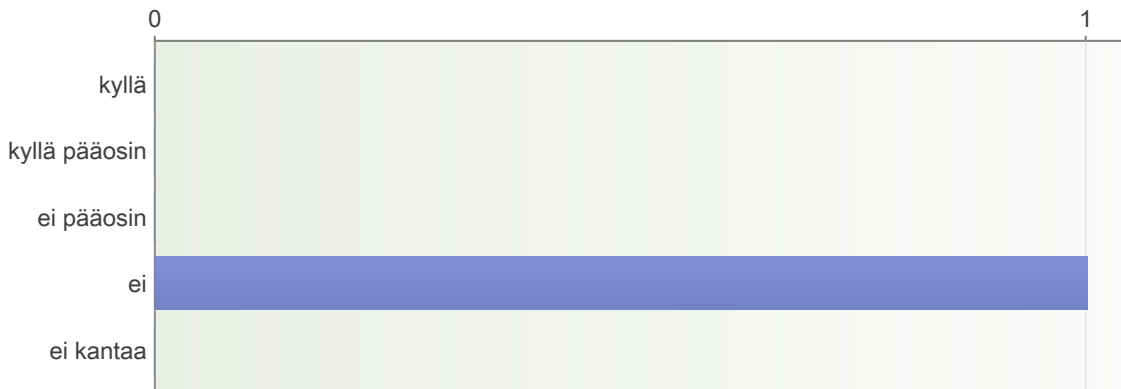 0 1
kyllä
kyllä pääosin
ei pääosin
ei
ei kantaa